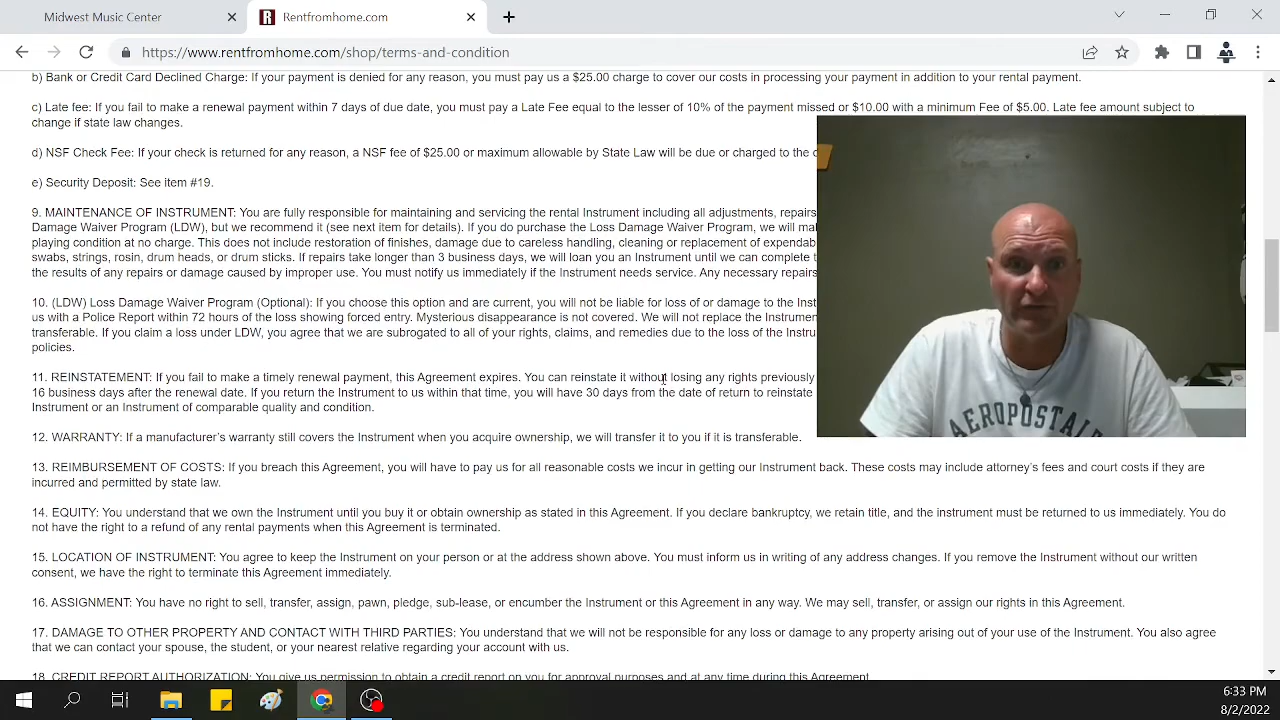 Midwest Music Center
Rentfromhome.com
https://www.rentfromhome.com/shop/terms-and-condition
b) Bank or Credit Card Declined Charge: If your payment is denied for any reason, you must pay us a $25.00 charge to cover our costs in processing your payment in addition to your rental payment.
c) Late fee: If you fail to make a renewal payment within 7 days of due date, you must pay a Late Fee equal to the lesser of 10% of the payment missed or $10.00 with a minimum Fee of $5.00. Late fee amount subject to
change if state law changes.
d) NSF Check Fee: If your check is returned for any reason, a NSF fee of $25.00 or maximum allowable by State Law will be due or charged to the
e) Security Deposit: See item #19.
9. MAINTENANCE OF INSTRUMENT: You are fully responsible for maintaining and servicing the rental Instrument including all adjustments, repairs
Damage Waiver Program (LDW), but we recommend it (see next item for details). If you do purchase the Loss Damage Waiver Program, we will
playing condition at no charge. This does not include restoration of finishes, damage due to careless handling, cleaning or replacement of
swabs, strings, rosin, drum heads, or drum sticks. If repairs take longer than 3 business days, we will loan you an Instrument until we can complete
the results of any repairs or damage caused by improper use. You must notify us immediately if the Instrument needs service. Any necessary repairs
10. (LDW) Loss Damage Waiver Program (Optional): If you choose this option and are current, you will not be liable for loss of or damage to the
us with a Police Report within 72 hours of the loss showing forced entry. Mysterious disappearance is not covered. We will not replace the Instrument
transferable. If you claim a loss under LDW, you agree that we are subrogated to all of your rights, claims, and remedies due to the loss of the
policies.
11. REINSTATEMENT: If you fail to make a timely renewal payment, this Agreement expires. You can reinstate it without losing any rights previously
16 business days after the renewal date. If you return the Instrument to us within that time, you will have 30 days from the date of return to reinstate
Instrument or an Instrument of comparable quality and condition.
12. WARRANTY: If a manufacturer's warranty still covers the Instrument when you acquire ownership, we will transfer it to you if it is transferable.
13. REIMBURSEMENT OF COSTS: If you breach this Agreement, you will have to pay us for all reasonable costs we incur in getting our Instrument back. These costs may include attorney's fees and court costs if they are
incurred and permitted by state law.
14. EQUITY: You understand that we own the Instrument until you buy it or obtain ownership as stated in this Agreement. If you declare bankruptcy, we retain title, and the instrument must be returned to us immediately. You do
not have the right to a refund of any rental payments when this Agreement is terminated.
15. LOCATION OF INSTRUMENT: You agree to keep the Instrument on your person or at the address shown above. You must inform us in writing of any address changes. If you remove the Instrument without our written
consent, we have the right to terminate this Agreement immediately.
16. ASSIGNMENT: You have no right to sell, transfer, assign, pawn, pledge, sub-lease, or encumber the Instrument or this Agreement in any way. We may sell, transfer, or assign our rights in this Agreement.
17. DAMAGE TO OTHER PROPERTY AND CONTACT WITH THIRD PARTIES: You understand that we will not be responsible for any loss or damage to any property arising out of your use of the Instrument. You also agree
that we can contact your spouse, the student, or your nearest relative regarding your account with us.
18. CREDIT REPORT AUTHORIZATION: You give us permission to obtain a credit report on you for approval purposes and at any time during this Agreement.
AEROPOSTALE
6:33 PM
8/2/2022